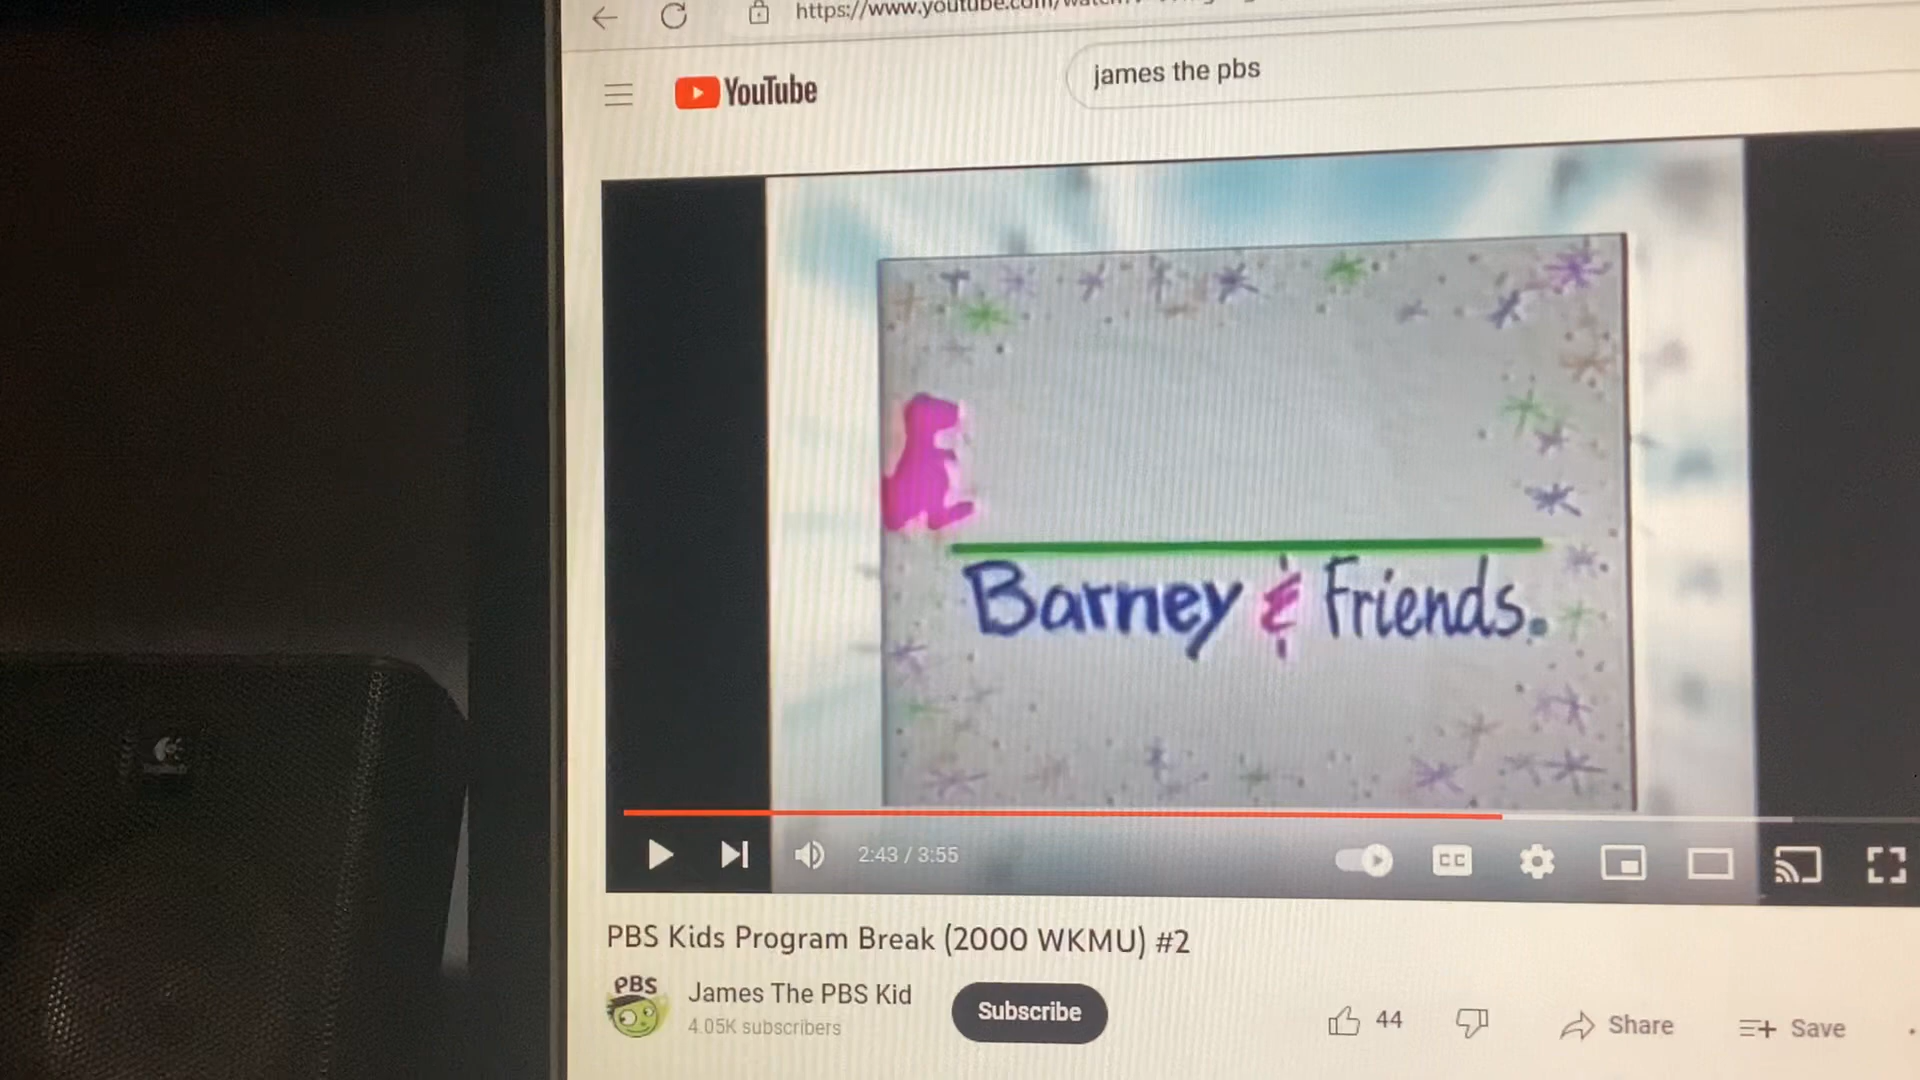 https://www.youtube.com/watch
YouTube
james the pbs
Barney & Friends.
2:43 / 3:55
CC
PBS Kids Program Break (2000 WKMU) #2
PBS
James The PBS Kid
4.05K subscribers
Subscribe
44
Share
Save